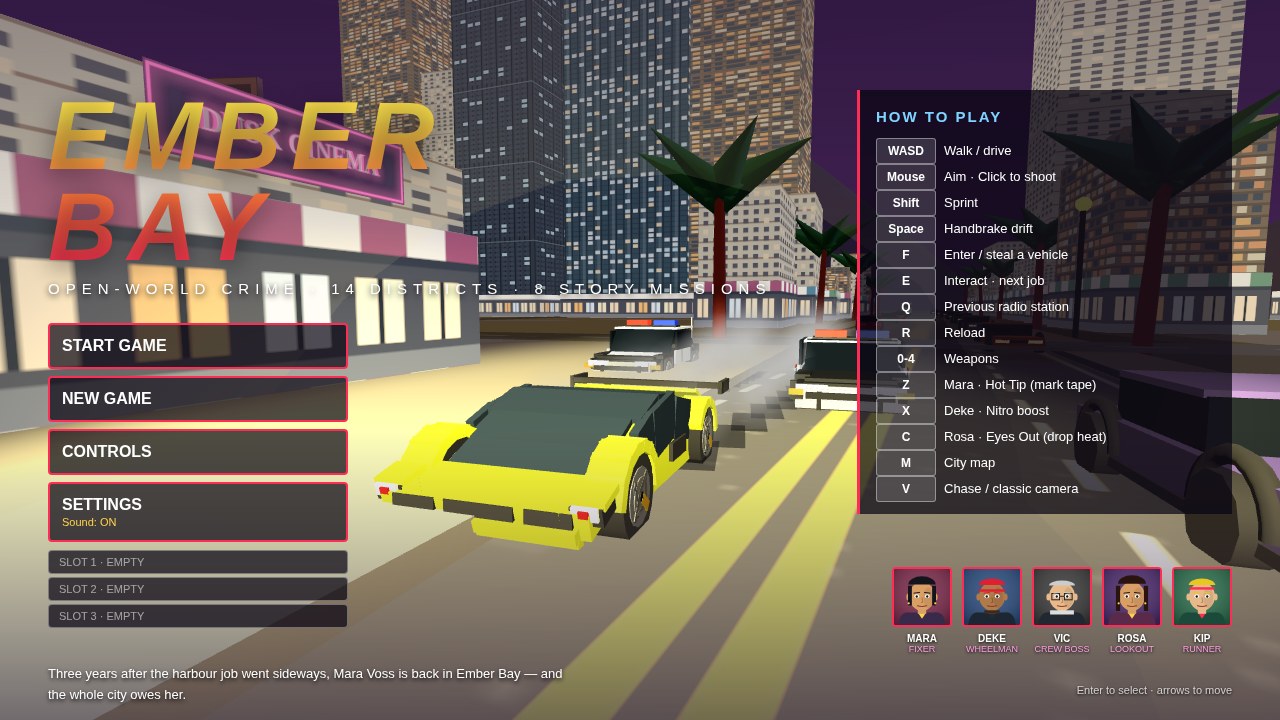 DUSK CINEMA
EMBER
BAY
OPEN-WORLD CRIME · 14 DISTRICTS · 8 STORY MISSIONS
START GAME
NEW GAME
CONTROLS
SETTINGS
Sound: ON
SLOT 1 · EMPTY
SLOT 2 · EMPTY
SLOT 3 · EMPTY
Three years after the harbour job went sideways, Mara Voss is back in Ember Bay — and
the whole city owes her.
HOW TO PLAY
WASD Walk / drive
Mouse Aim · Click to shoot
Shift Sprint
Space Handbrake drift
F Enter / steal a vehicle
E Interact · next job
Q Previous radio station
R Reload
0-4 Weapons
Z Mara · Hot Tip (mark tape)
X Deke · Nitro boost
C Rosa · Eyes Out (drop heat)
M City map
V Chase / classic camera
MARA DEKE VIC ROSA KIP
FIXER WHEELMAN CREW BOSS LOOKOUT RUNNER
Enter to select · arrows to move